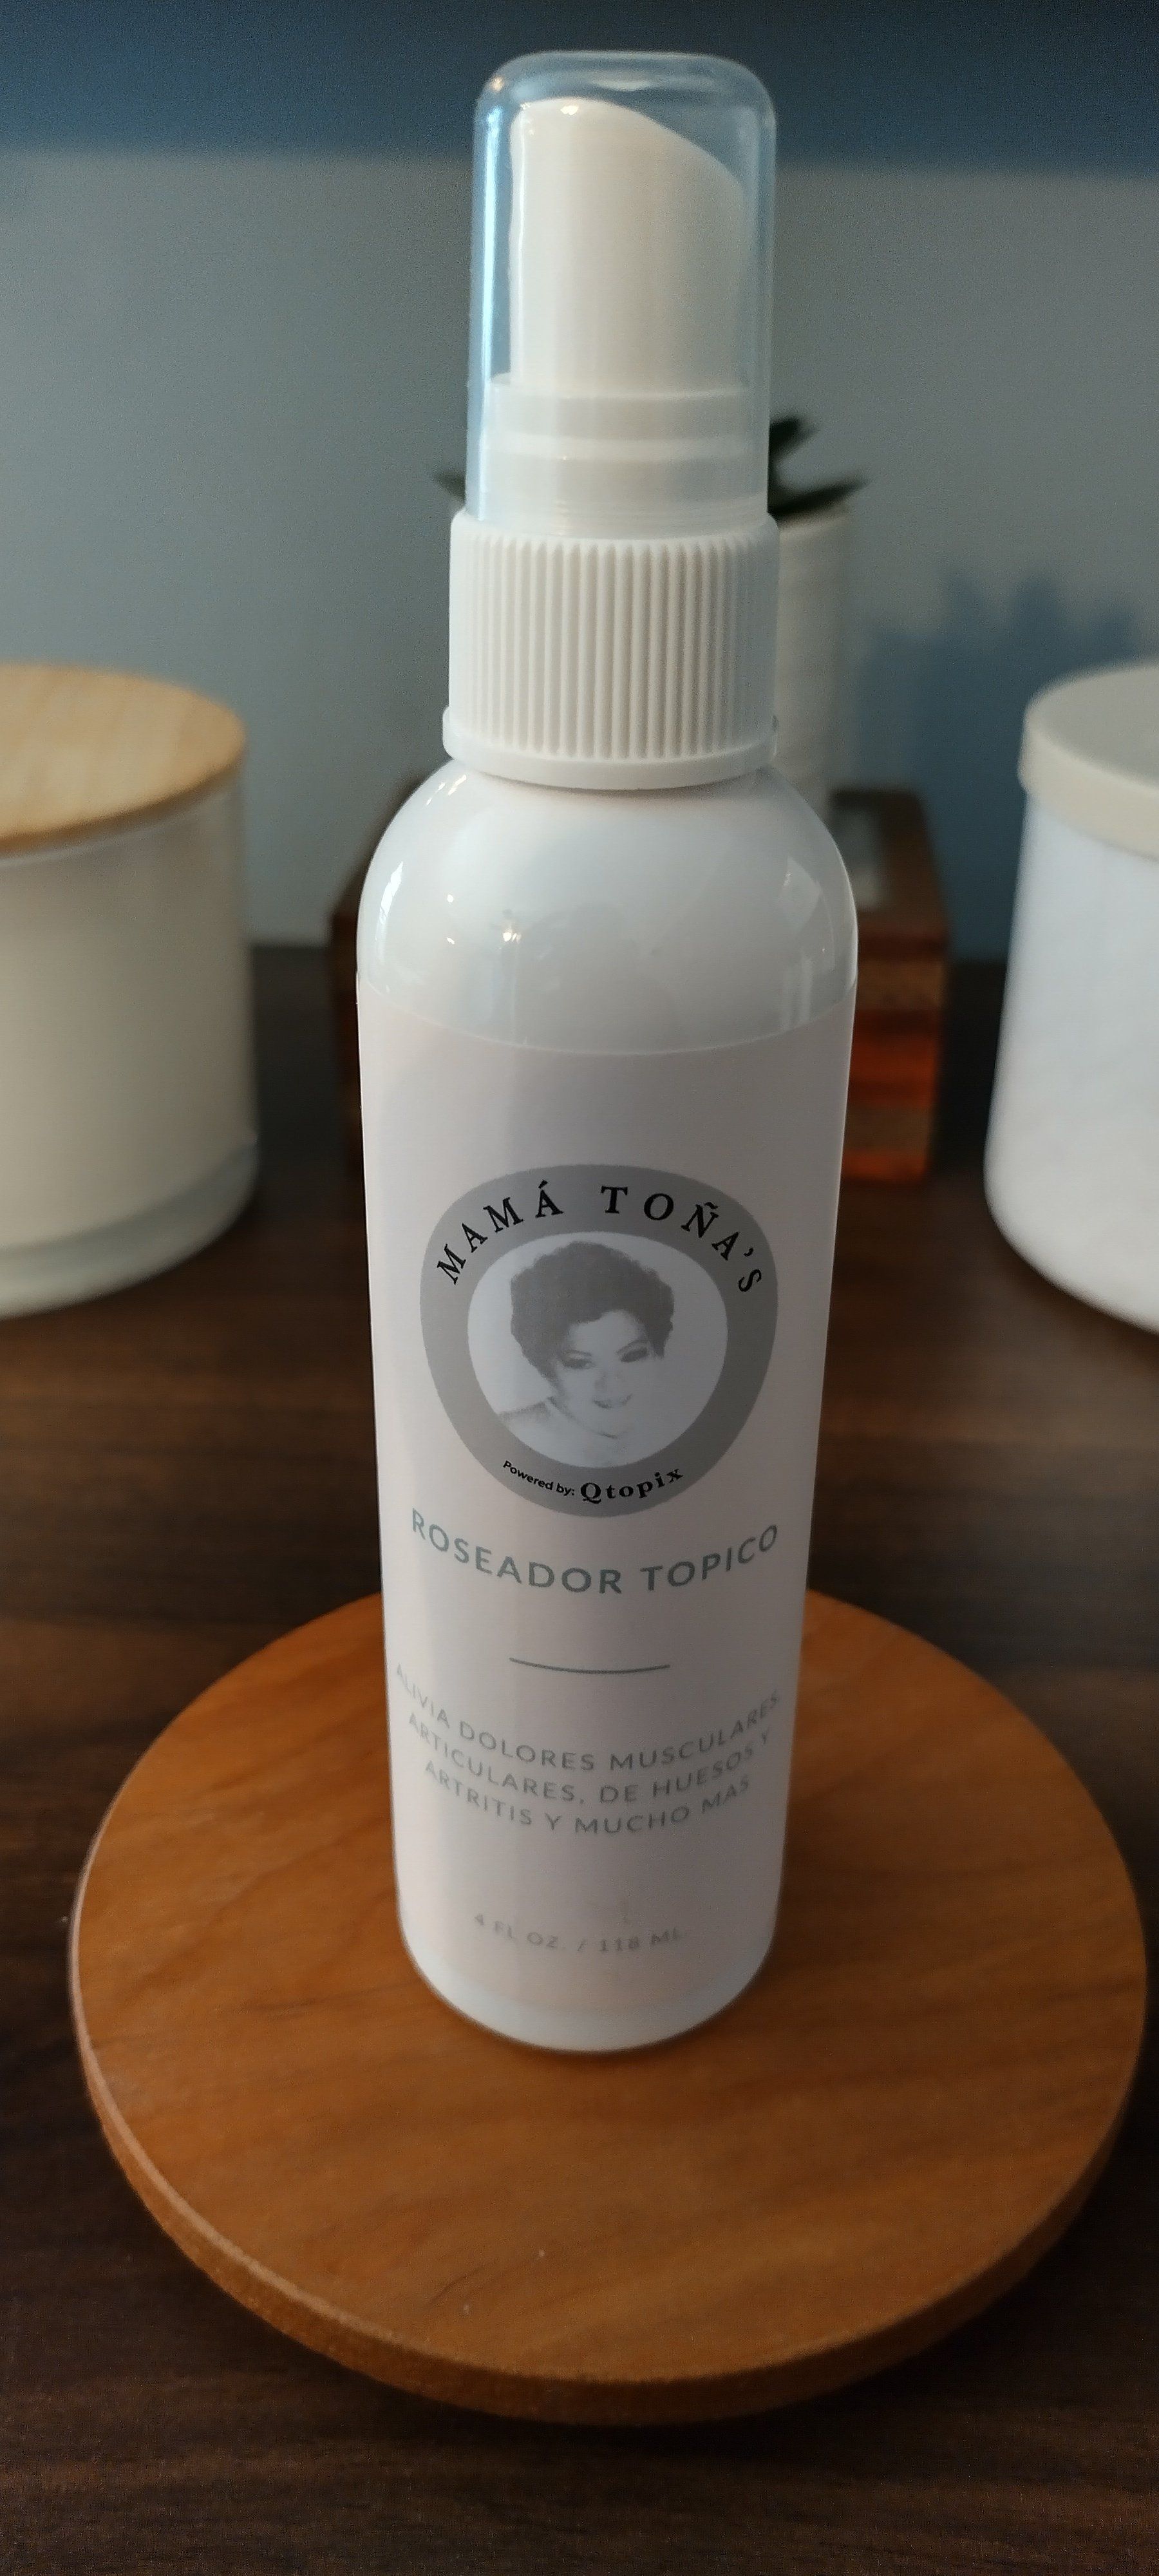 MAMÁ TOÑA'S
Powered by: Qtopix
ROSEADOR TOPICO
ALIVIA DOLORES MUSCULARES,
ARTICULARES, DE HUESOS Y
ARTRITIS Y MUCHO MAS
4 FL OZ. / 118 ML